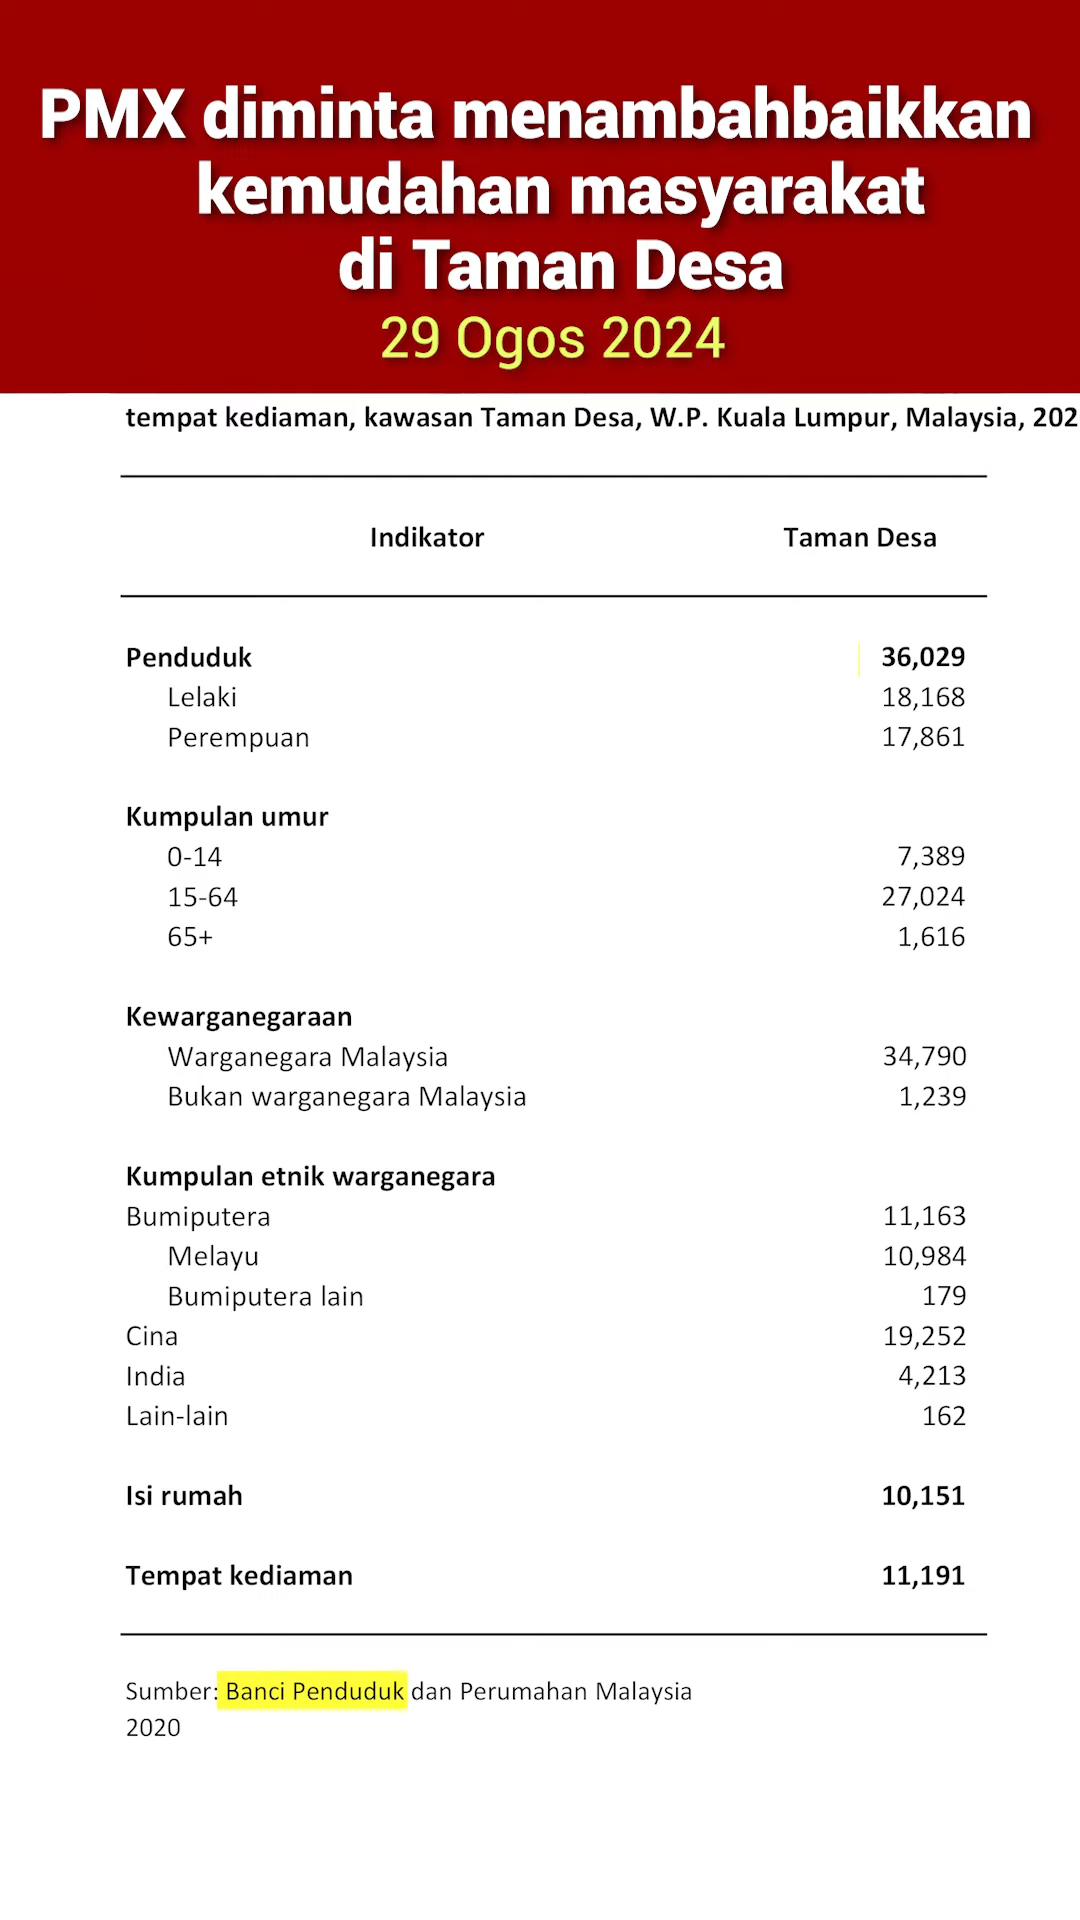 PMX diminta menambahbaikkan
kemudahan masyarakat
di Taman Desa
29 Ogos 2024
tempat kediaman, kawasan Taman Desa, W.P. Kuala Lumpur, Malaysia, 202
Indikator Taman Desa
Penduduk 36,029
Lelaki 18,168
Perempuan 17,861
Kumpulan umur
0-14 7,389
15-64 27,024
65+ 1,616
Kewarganegaraan
Warganegara Malaysia 34,790
Bukan warganegara Malaysia 1,239
Kumpulan etnik warganegara
Bumiputera 11,163
Melayu 10,984
Bumiputera lain 179
Cina 19,252
India 4,213
Lain-lain 162
Isi rumah 10,151
Tempat kediaman 11,191
Sumber: Banci Penduduk dan Perumahan Malaysia
2020